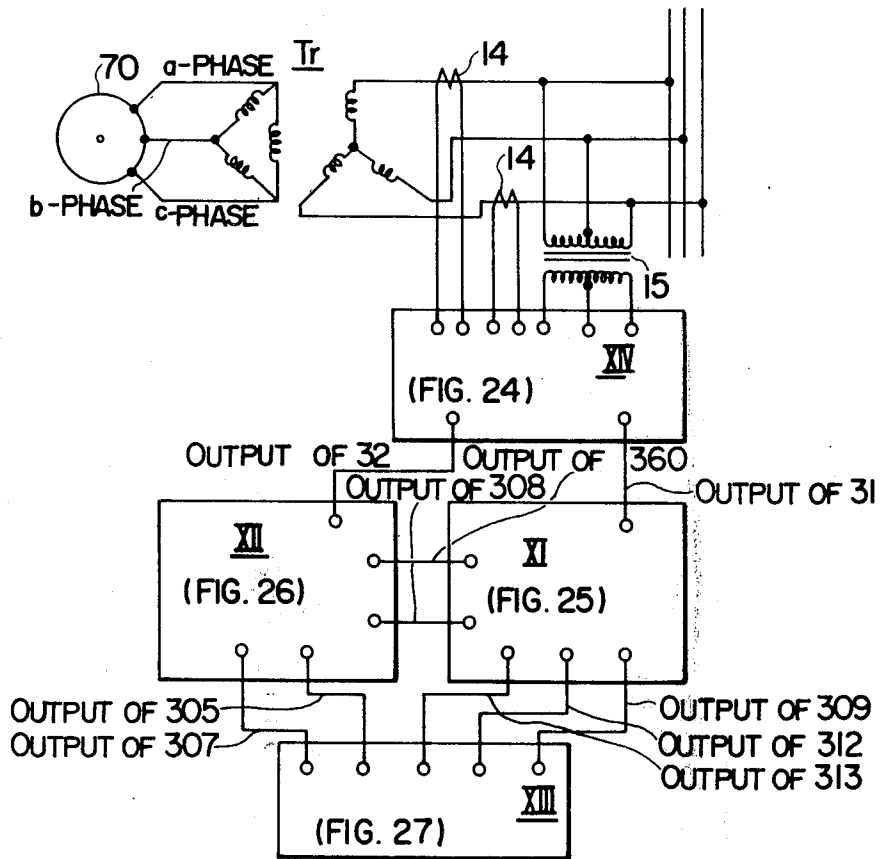 70
a-PHASE
Tr
14
b-PHASE
c-PHASE
14
15
XIV
(FIG. 24)
OUTPUT OF 32
OUTPUT OF 360
OUTPUT OF 308
OUTPUT OF 31
XII
(FIG. 26)
XI
(FIG. 25)
OUTPUT OF 305
OUTPUT OF 307
OUTPUT OF 309
OUTPUT OF 312
OUTPUT OF 313
XIII
(FIG. 27)